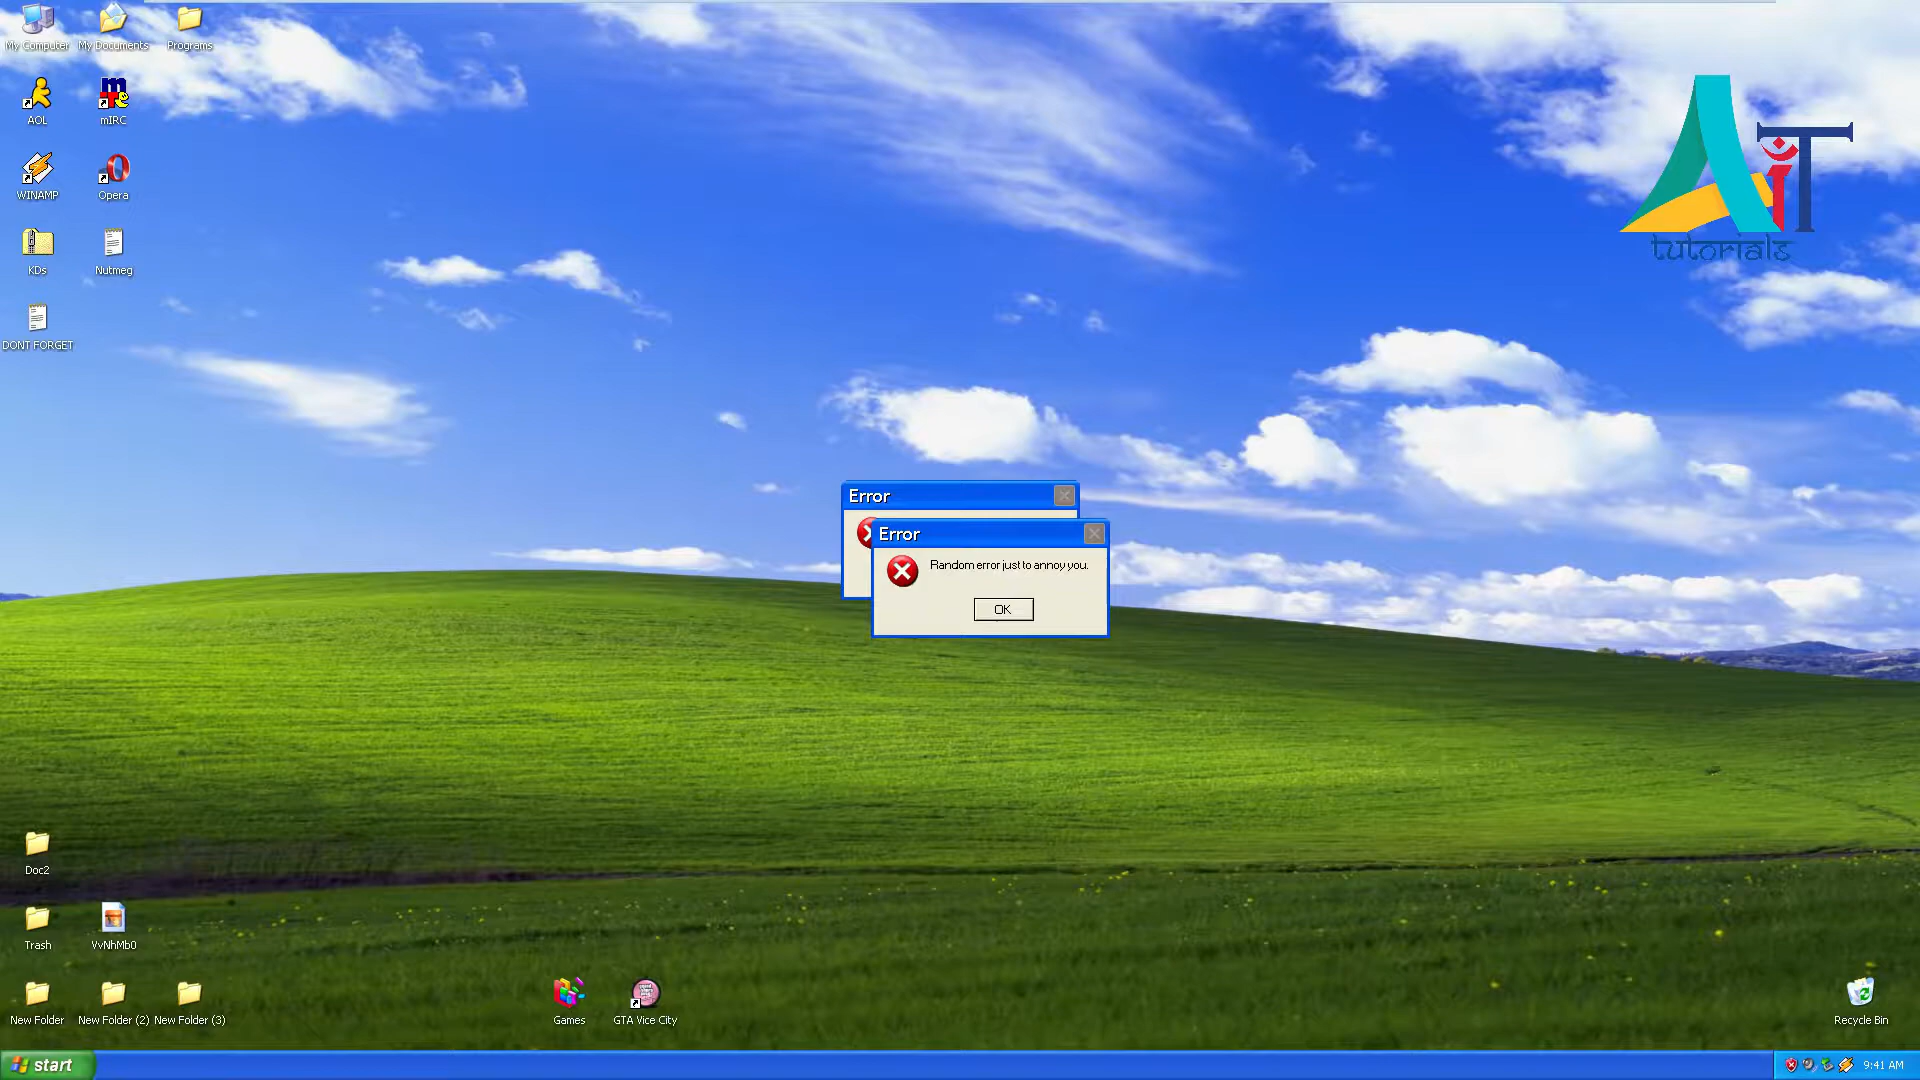 My Computer
My Documents
Programs
AOL
mIRC
WINAMP
Opera
KDs
Nutmeg
DONT FORGET
AiT
tutorials
Error
Error
Random error just to annoy you.
OK
Doc2
Trash
VvNhMb0
New Folder
New Folder (2)
New Folder (3)
Games
GTA Vice City
Recycle Bin
start
9:41 AM